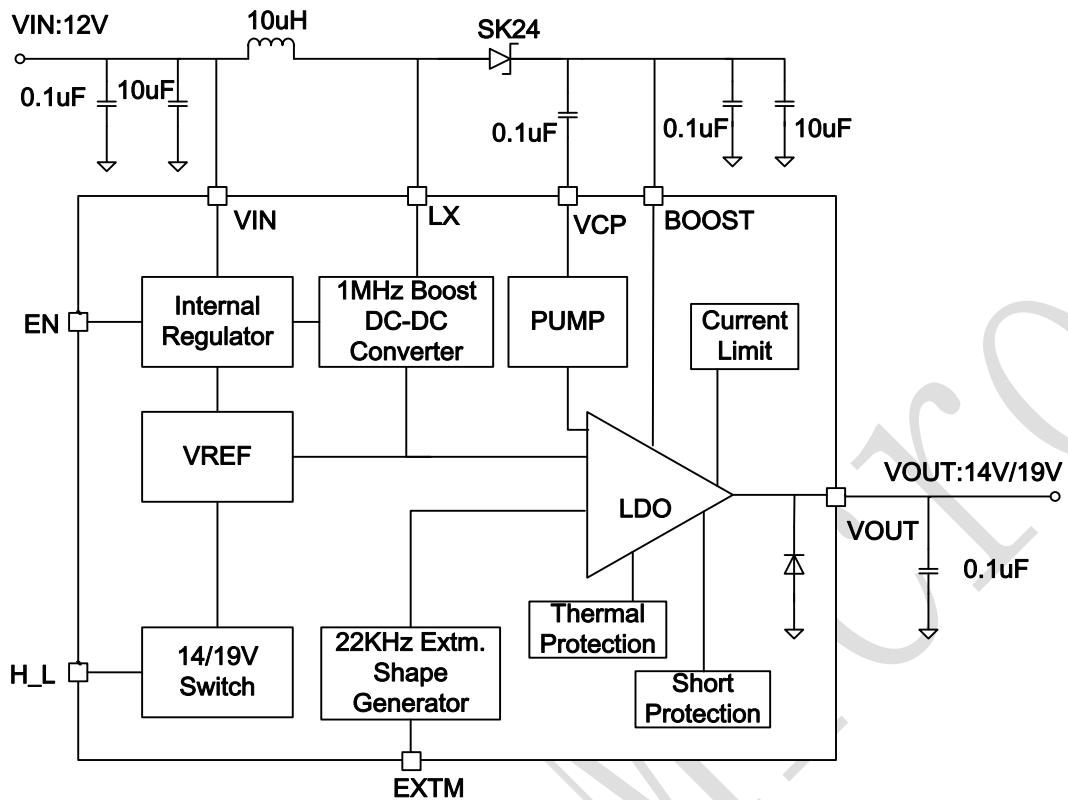 VIN:12V
10uH
SK24
0.1uF
10uF
0.1uF
0.1uF
10uF
VIN
LX
VCP
BOOST
EN
Internal
Regulator
1MHz Boost
DC-DC
Converter
PUMP
Current
Limit
VREF
LDO
VOUT:14V/19V
VOUT
0.1uF
Thermal
Protection
H_L
14/19V
Switch
22KHz Extm.
Shape
Generator
Short
Protection
EXTM